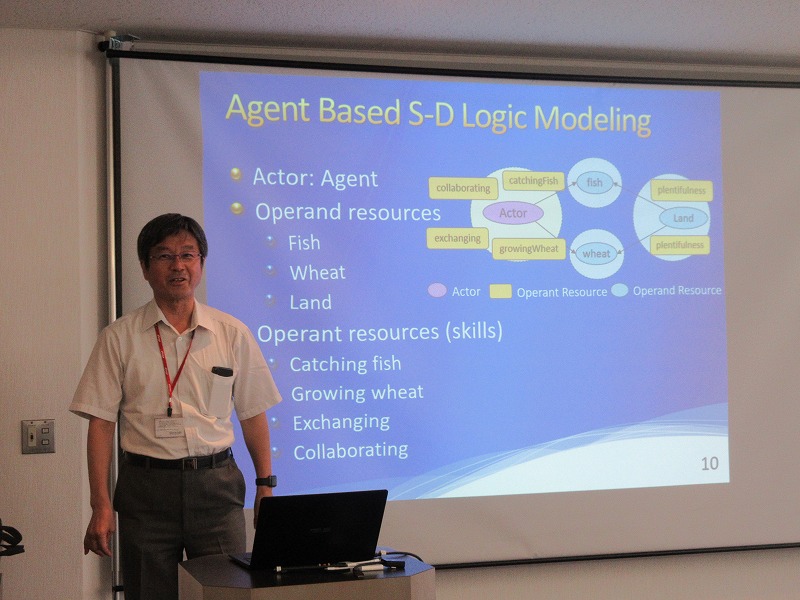 Agent Based S-D Logic Modeling
Actor: Agent
Operand resources
Fish
Wheat
Land
Operant resources (skills)
Catching fish
Growing wheat
Exchanging
Collaborating
collaborating
catchingFish
fish
plentifulness
Actor
Land
exchanging
growingWheat
wheat
plentifulness
Actor
Operant Resource
Operand Resource
10